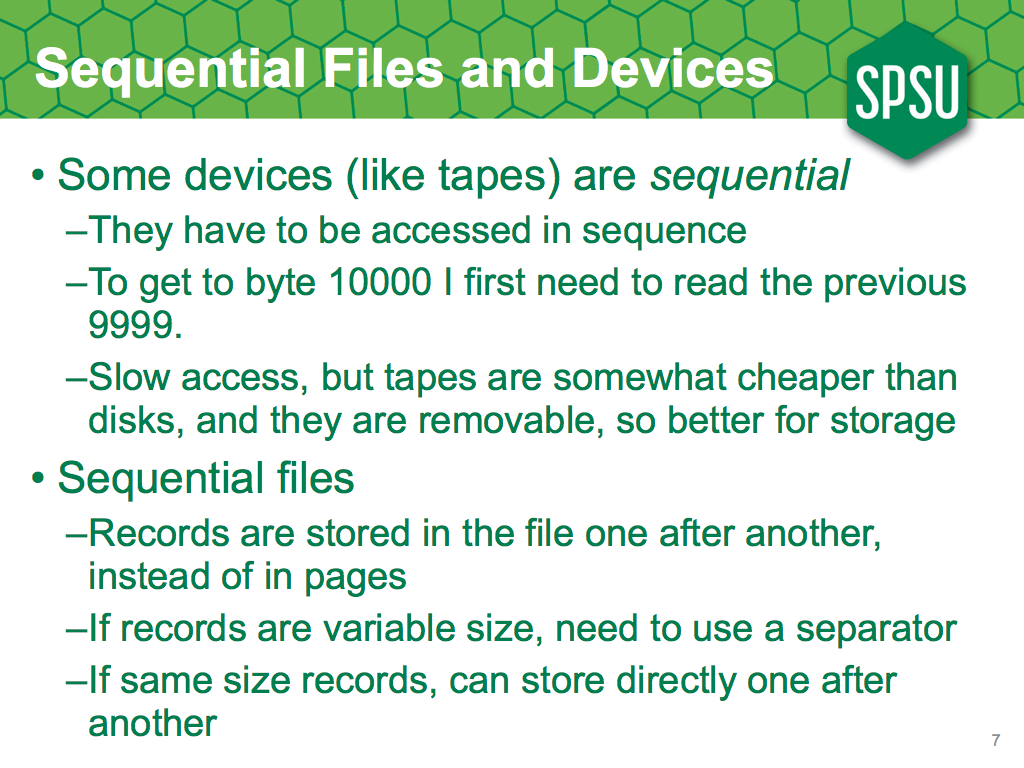 Sequential Files and Devices
SPSU
• Some devices (like tapes) are sequential
–They have to be accessed in sequence
–To get to byte 10000 I first need to read the previous
9999.
–Slow access, but tapes are somewhat cheaper than
disks, and they are removable, so better for storage
• Sequential files
–Records are stored in the file one after another,
instead of in pages
–If records are variable size, need to use a separator
–If same size records, can store directly one after
another
7